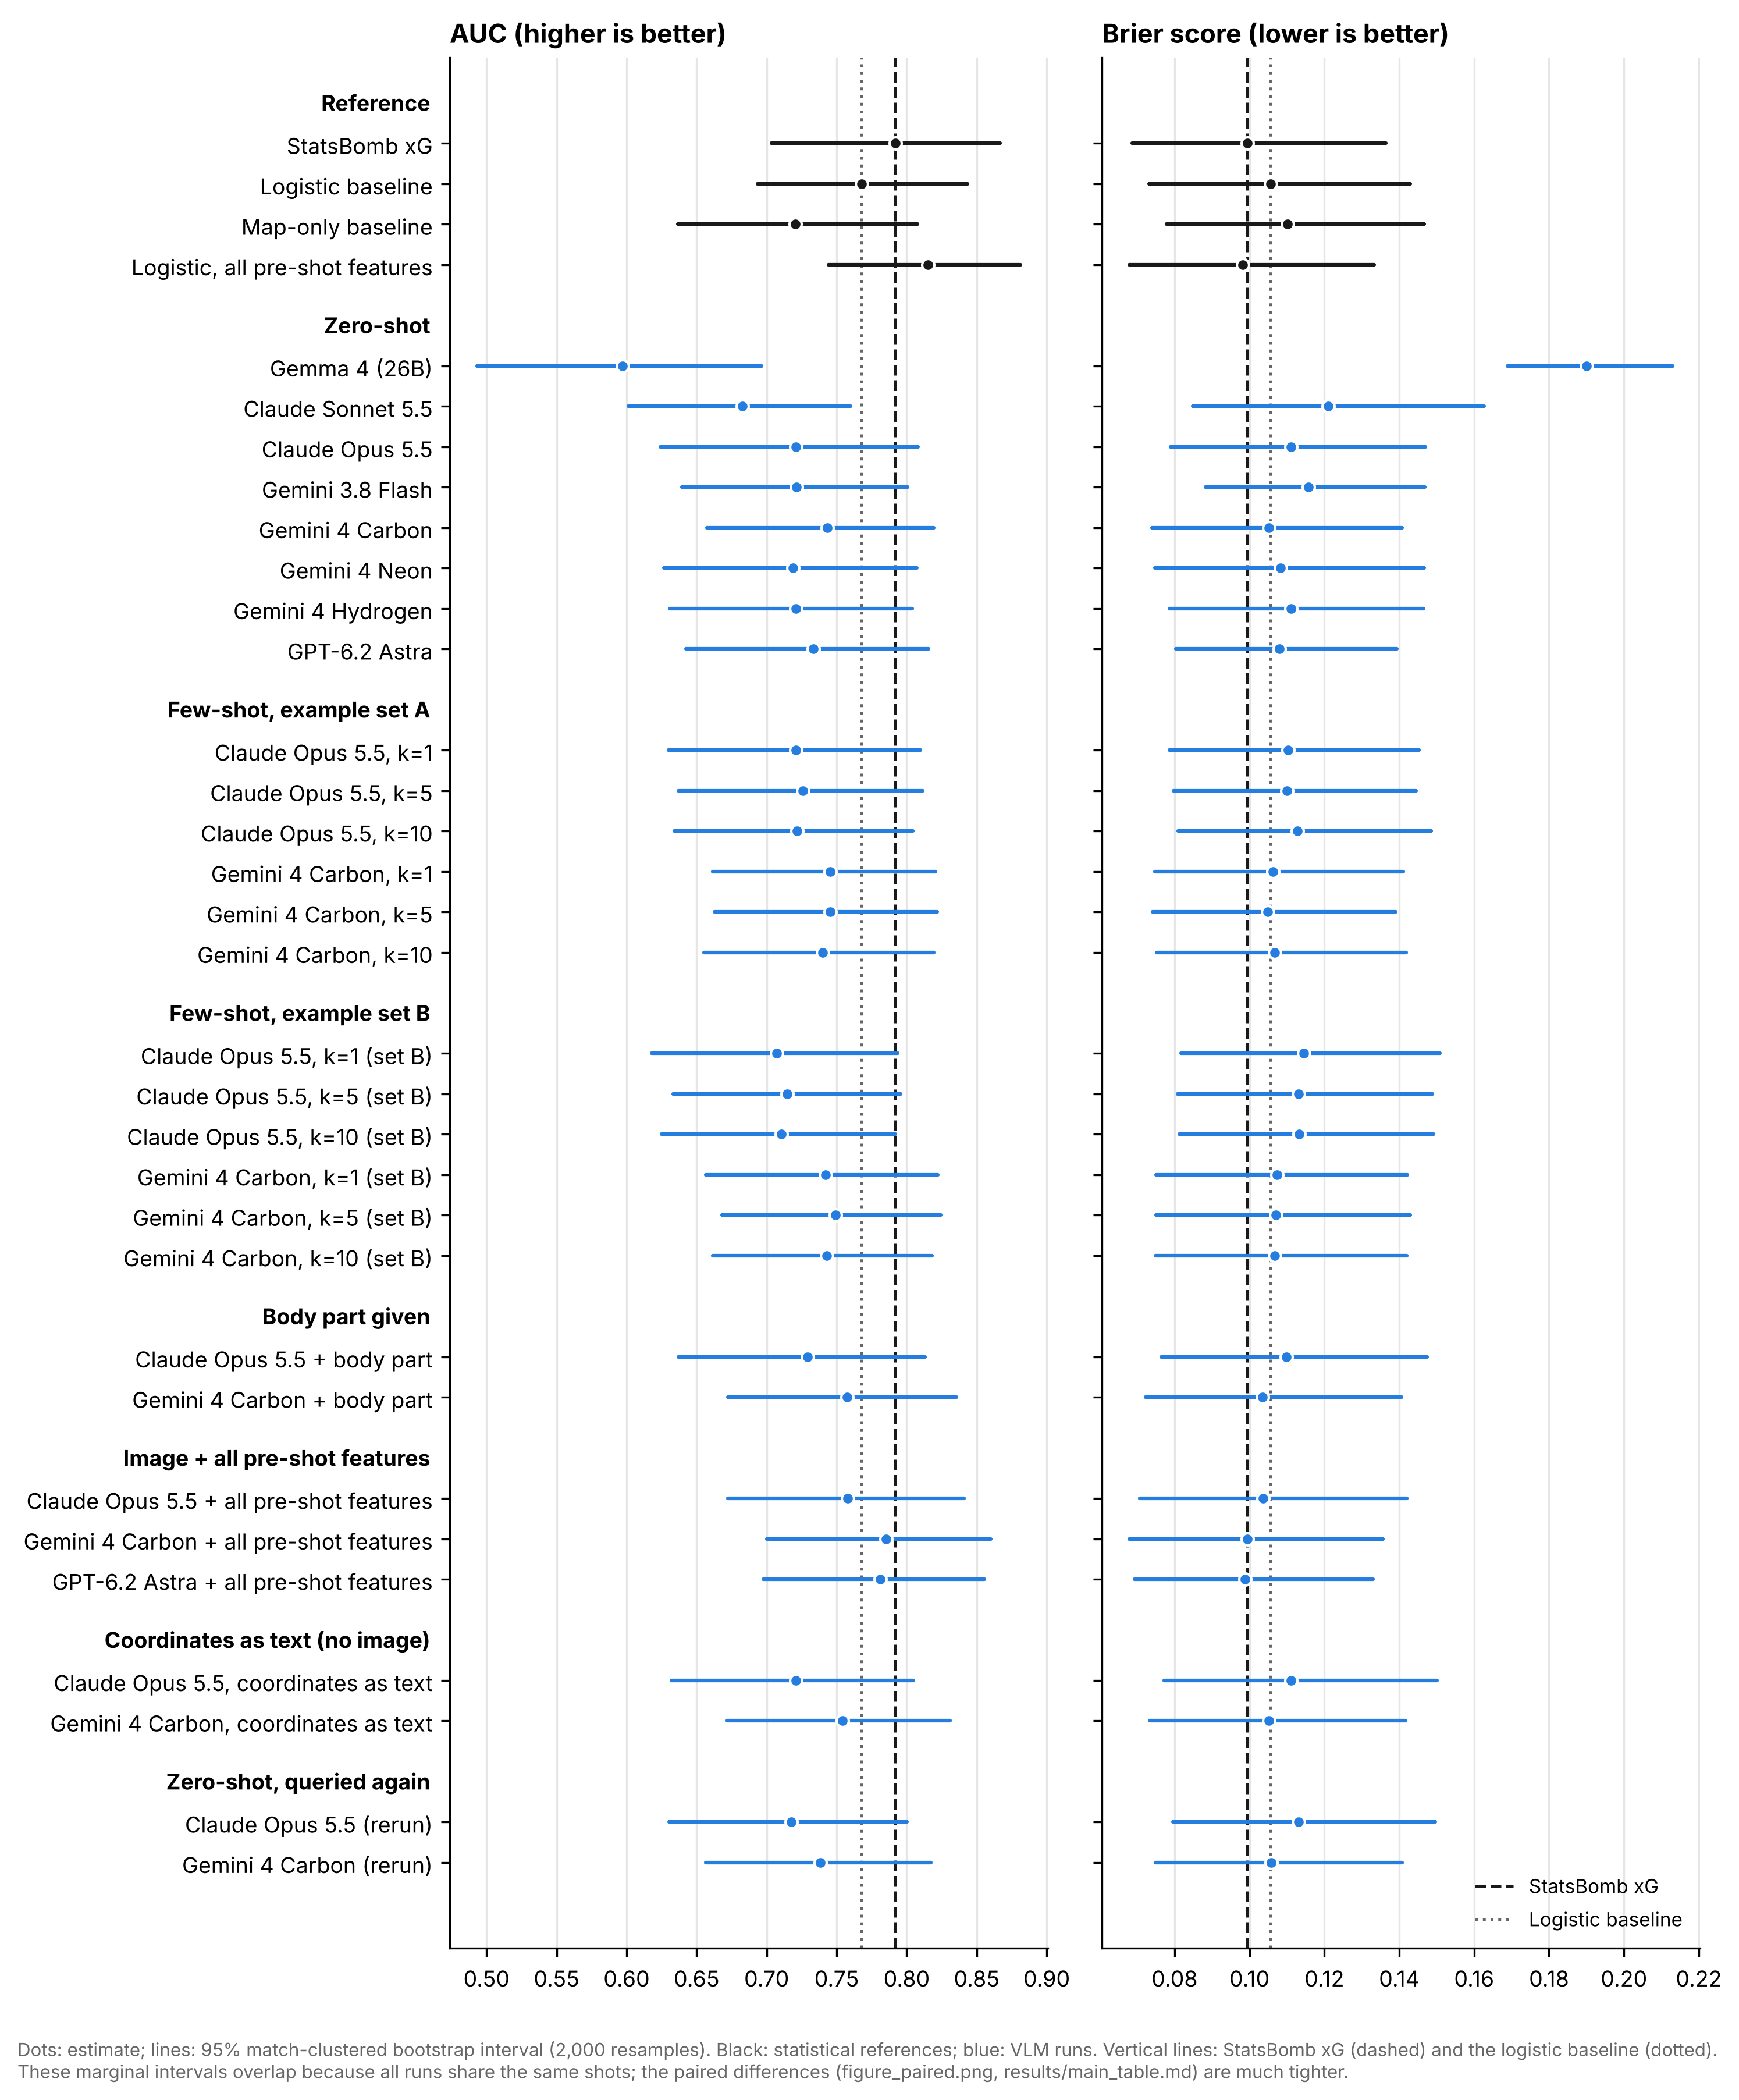 AUC (higher is better)
Brier score (lower is better)
Reference
StatsBomb xG
Logistic baseline
Map-only baseline
Logistic, all pre-shot features
Zero-shot
Gemma 4 (26B)
Claude Sonnet 5.5
Claude Opus 5.5
Gemini 3.8 Flash
Gemini 4 Carbon
Gemini 4 Neon
Gemini 4 Hydrogen
GPT-6.2 Astra
Few-shot, example set A
Claude Opus 5.5, k=1
Claude Opus 5.5, k=5
Claude Opus 5.5, k=10
Gemini 4 Carbon, k=1
Gemini 4 Carbon, k=5
Gemini 4 Carbon, k=10
Few-shot, example set B
Claude Opus 5.5, k=1 (set B)
Claude Opus 5.5, k=5 (set B)
Claude Opus 5.5, k=10 (set B)
Gemini 4 Carbon, k=1 (set B)
Gemini 4 Carbon, k=5 (set B)
Gemini 4 Carbon, k=10 (set B)
Body part given
Claude Opus 5.5 + body part
Gemini 4 Carbon + body part
Image + all pre-shot features
Claude Opus 5.5 + all pre-shot features
Gemini 4 Carbon + all pre-shot features
GPT-6.2 Astra + all pre-shot features
Coordinates as text (no image)
Claude Opus 5.5, coordinates as text
Gemini 4 Carbon, coordinates as text
Zero-shot, queried again
Claude Opus 5.5 (rerun)
Gemini 4 Carbon (rerun)
StatsBomb xG
Logistic baseline
0.50 0.55 0.60 0.65 0.70 0.75 0.80 0.85 0.90
0.08 0.10 0.12 0.14 0.16 0.18 0.20 0.22
Dots: estimate; lines: 95% match-clustered bootstrap interval (2,000 resamples). Black: statistical references; blue: VLM runs. Vertical lines: StatsBomb xG (dashed) and the logistic baseline (dotted).
These marginal intervals overlap because all runs share the same shots; the paired differences (figure_paired.png, results/main_table.md) are much tighter.